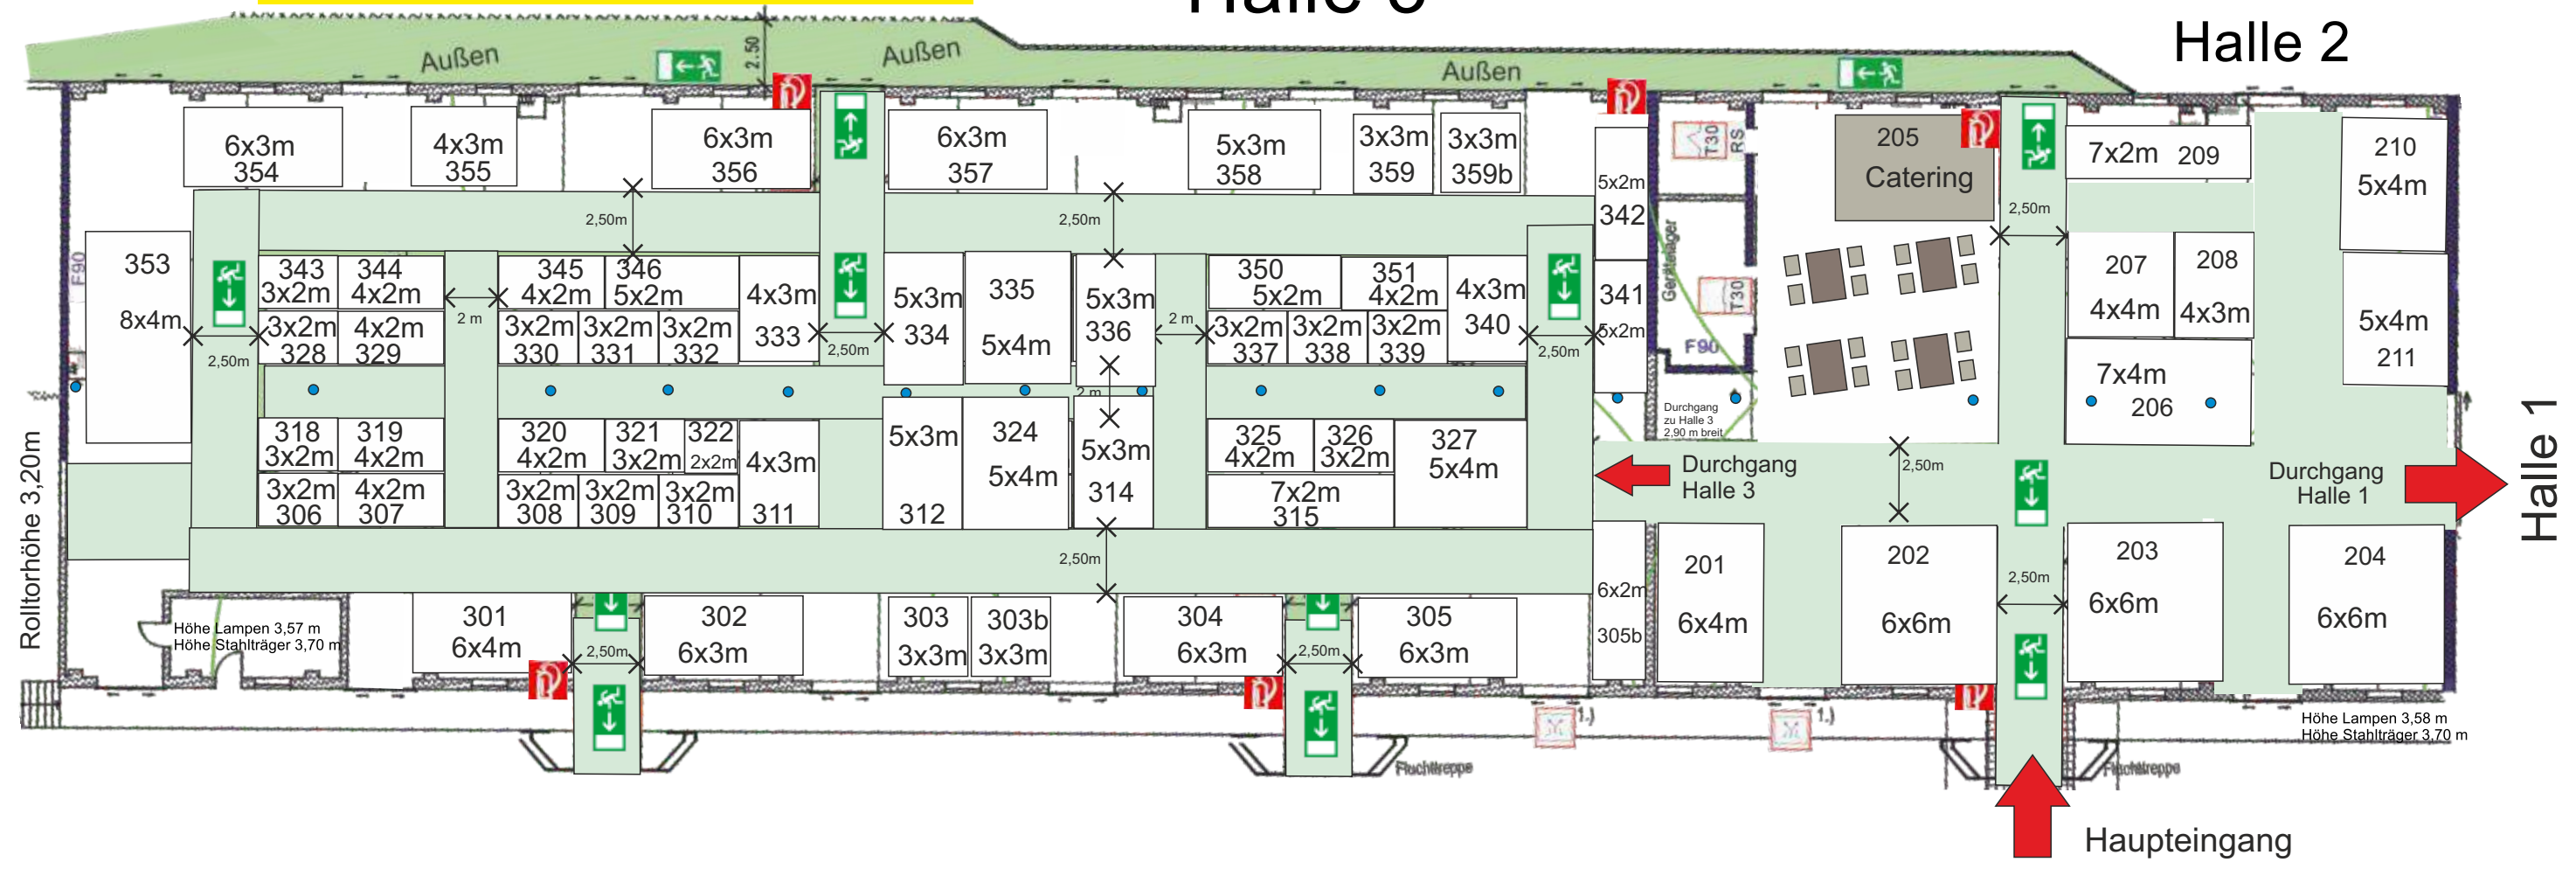 Halle 2
Außen
Außen
Außen
2.50
6x3m
354
4x3m
355
6x3m
356
6x3m
357
5x3m
358
3x3m
359
3x3m
359b
5x2m
342
T30
RS
205
Catering
7x2m 209
210
5x4m
2,50m
2,50m
2,50m
F90
353
8x4m
2,50m
343
3x2m
344
4x2m
2 m
345
4x2m
346
5x2m
4x3m
333
2,50m
5x3m
334
335
5x4m
5x3m
336
2 m
350
5x2m
351
4x2m
4x3m
340
2,50m
341
5x2m
Gerätelager
T30
F90
207
4x4m
208
4x3m
5x4m
211
3x2m
328
4x2m
329
3x2m
330
3x2m
331
3x2m
332
3x2m
337
3x2m
338
3x2m
339
2 m
7x4m
206
Durchgang
zu Halle 3
2,90 m breit
318
3x2m
319
4x2m
320
4x2m
321
3x2m
322
2x2m
4x3m
311
5x3m
312
324
5x4m
5x3m
314
325
4x2m
326
3x2m
327
5x4m
Durchgang
Halle 3
2,50m
Durchgang
Halle 1
Halle 1
3x2m
306
4x2m
307
3x2m
308
3x2m
309
3x2m
310
7x2m
315
2,50m
Rolltorhöhe 3,20m
Höhe Lampen 3,57 m
Höhe Stahlträger 3,70 m
301
6x4m
2,50m
302
6x3m
303
3x3m
303b
3x3m
304
6x3m
2,50m
305
6x3m
6x2m
305b
201
6x4m
202
6x6m
2,50m
203
6x6m
204
6x6m
1.)
1.)
Höhe Lampen 3,58 m
Höhe Stahlträger 3,70 m
Fluchttreppe
Fluchttreppe
Haupteingang